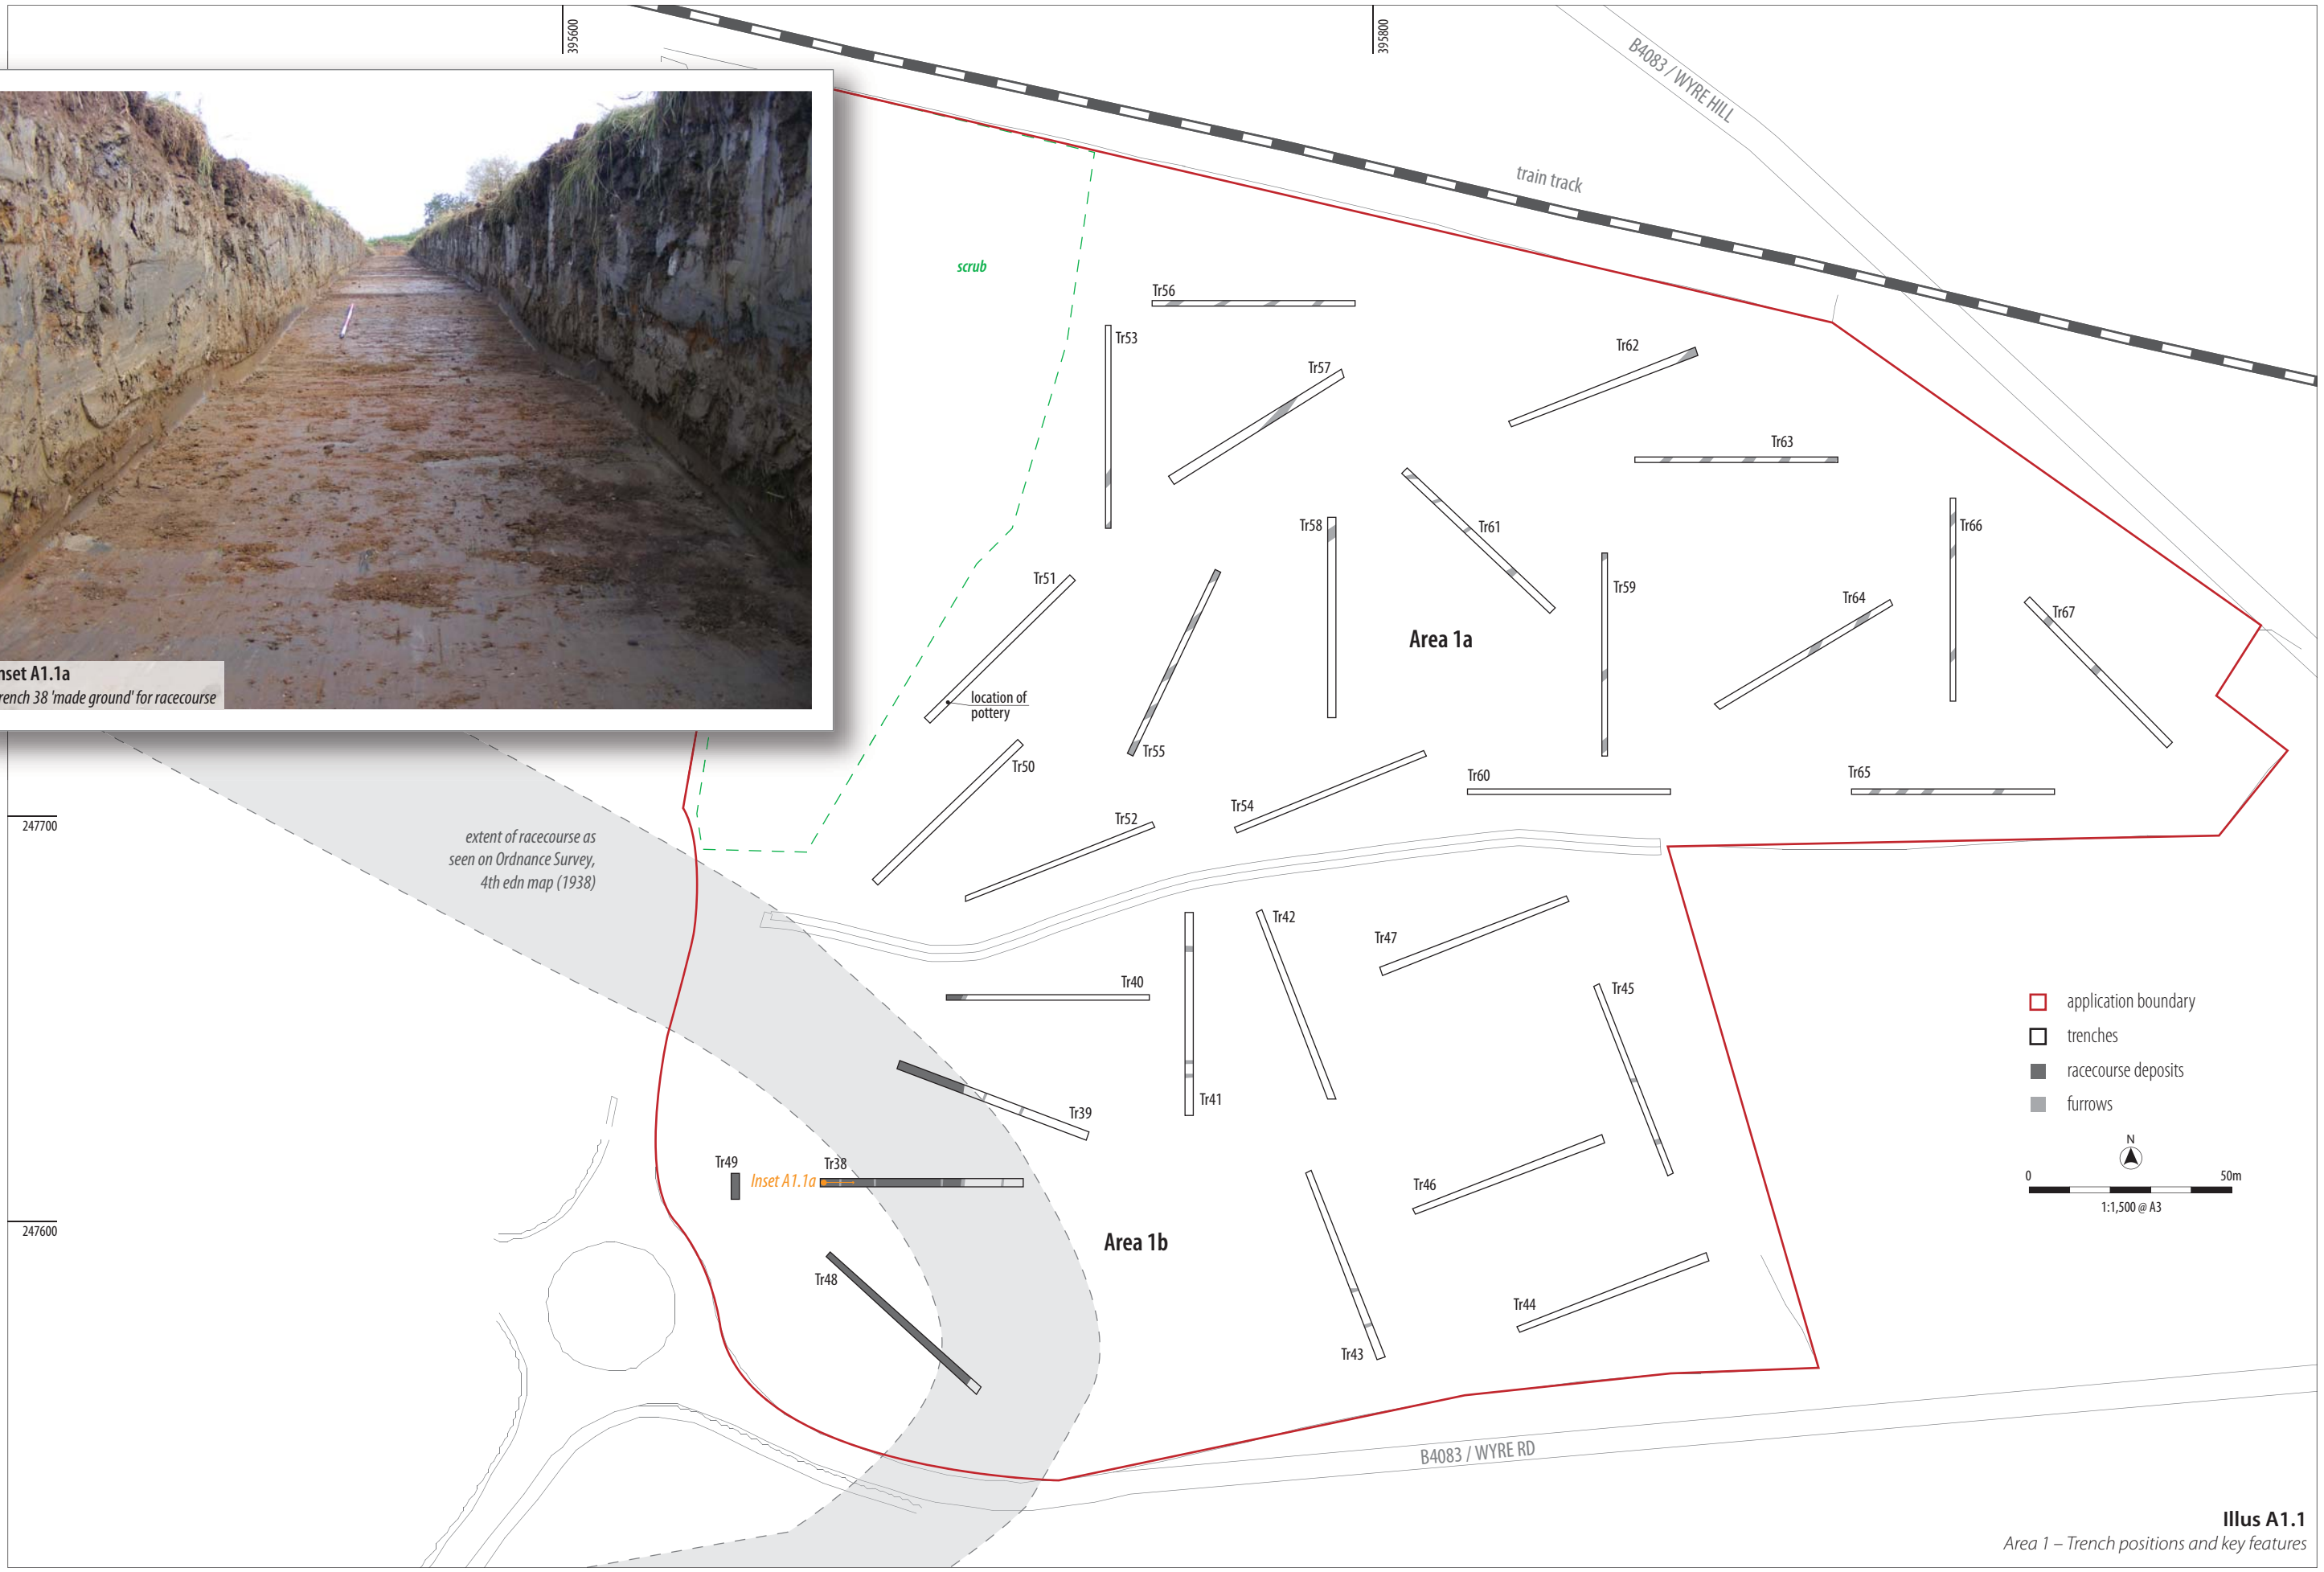 395600
395800
B4083 / WYRE HILL
train track
scrub
Tr56
Tr53
Tr57
Tr62
Tr63
Tr58
Tr61
Tr66
Tr51
Tr59
Tr64
Tr67
Area 1a
location of
pottery
Tr55
Tr50
Tr60
Tr65
Tr54
Tr52
nset A1.1a
rench 38 'made ground' for racecourse
247700
extent of racecourse as
seen on Ordnance Survey,
4th edn map (1938)
Tr42
Tr47
Tr40
Tr45
Tr41
Tr39
Tr49
Inset A1.1a
Tr38
Tr46
247600
Area 1b
Tr48
Tr44
Tr43
application boundary
trenches
racecourse deposits
furrows
N
0
50m
1:1,500 @ A3
B4083 / WYRE RD
Illus A1.1
Area 1 – Trench positions and key features